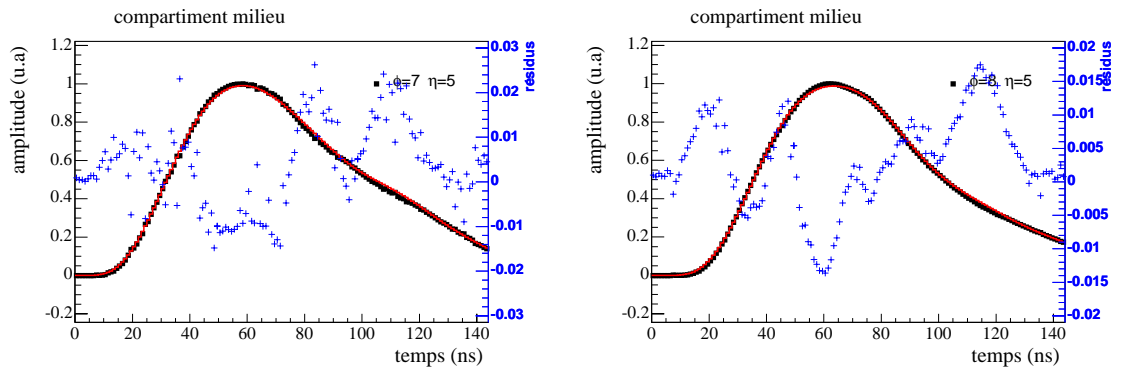 compartiment milieu
amplitude (u.a)
1.2
1
0.8
0.6
0.4
0.2
0
-0.2
0 20 40 60 80 100 120 140
temps (ns)
0.03
0.02
0.01
0
-0.01
-0.02
-0.03
résidus
ϕ=7 η=5
compartiment milieu
amplitude (u.a)
1.2
1
0.8
0.6
0.4
0.2
0
-0.2
0 20 40 60 80 100 120 140
temps (ns)
0.02
0.015
0.01
0.005
0
-0.005
-0.01
-0.015
-0.02
résidus
ϕ=8 η=5